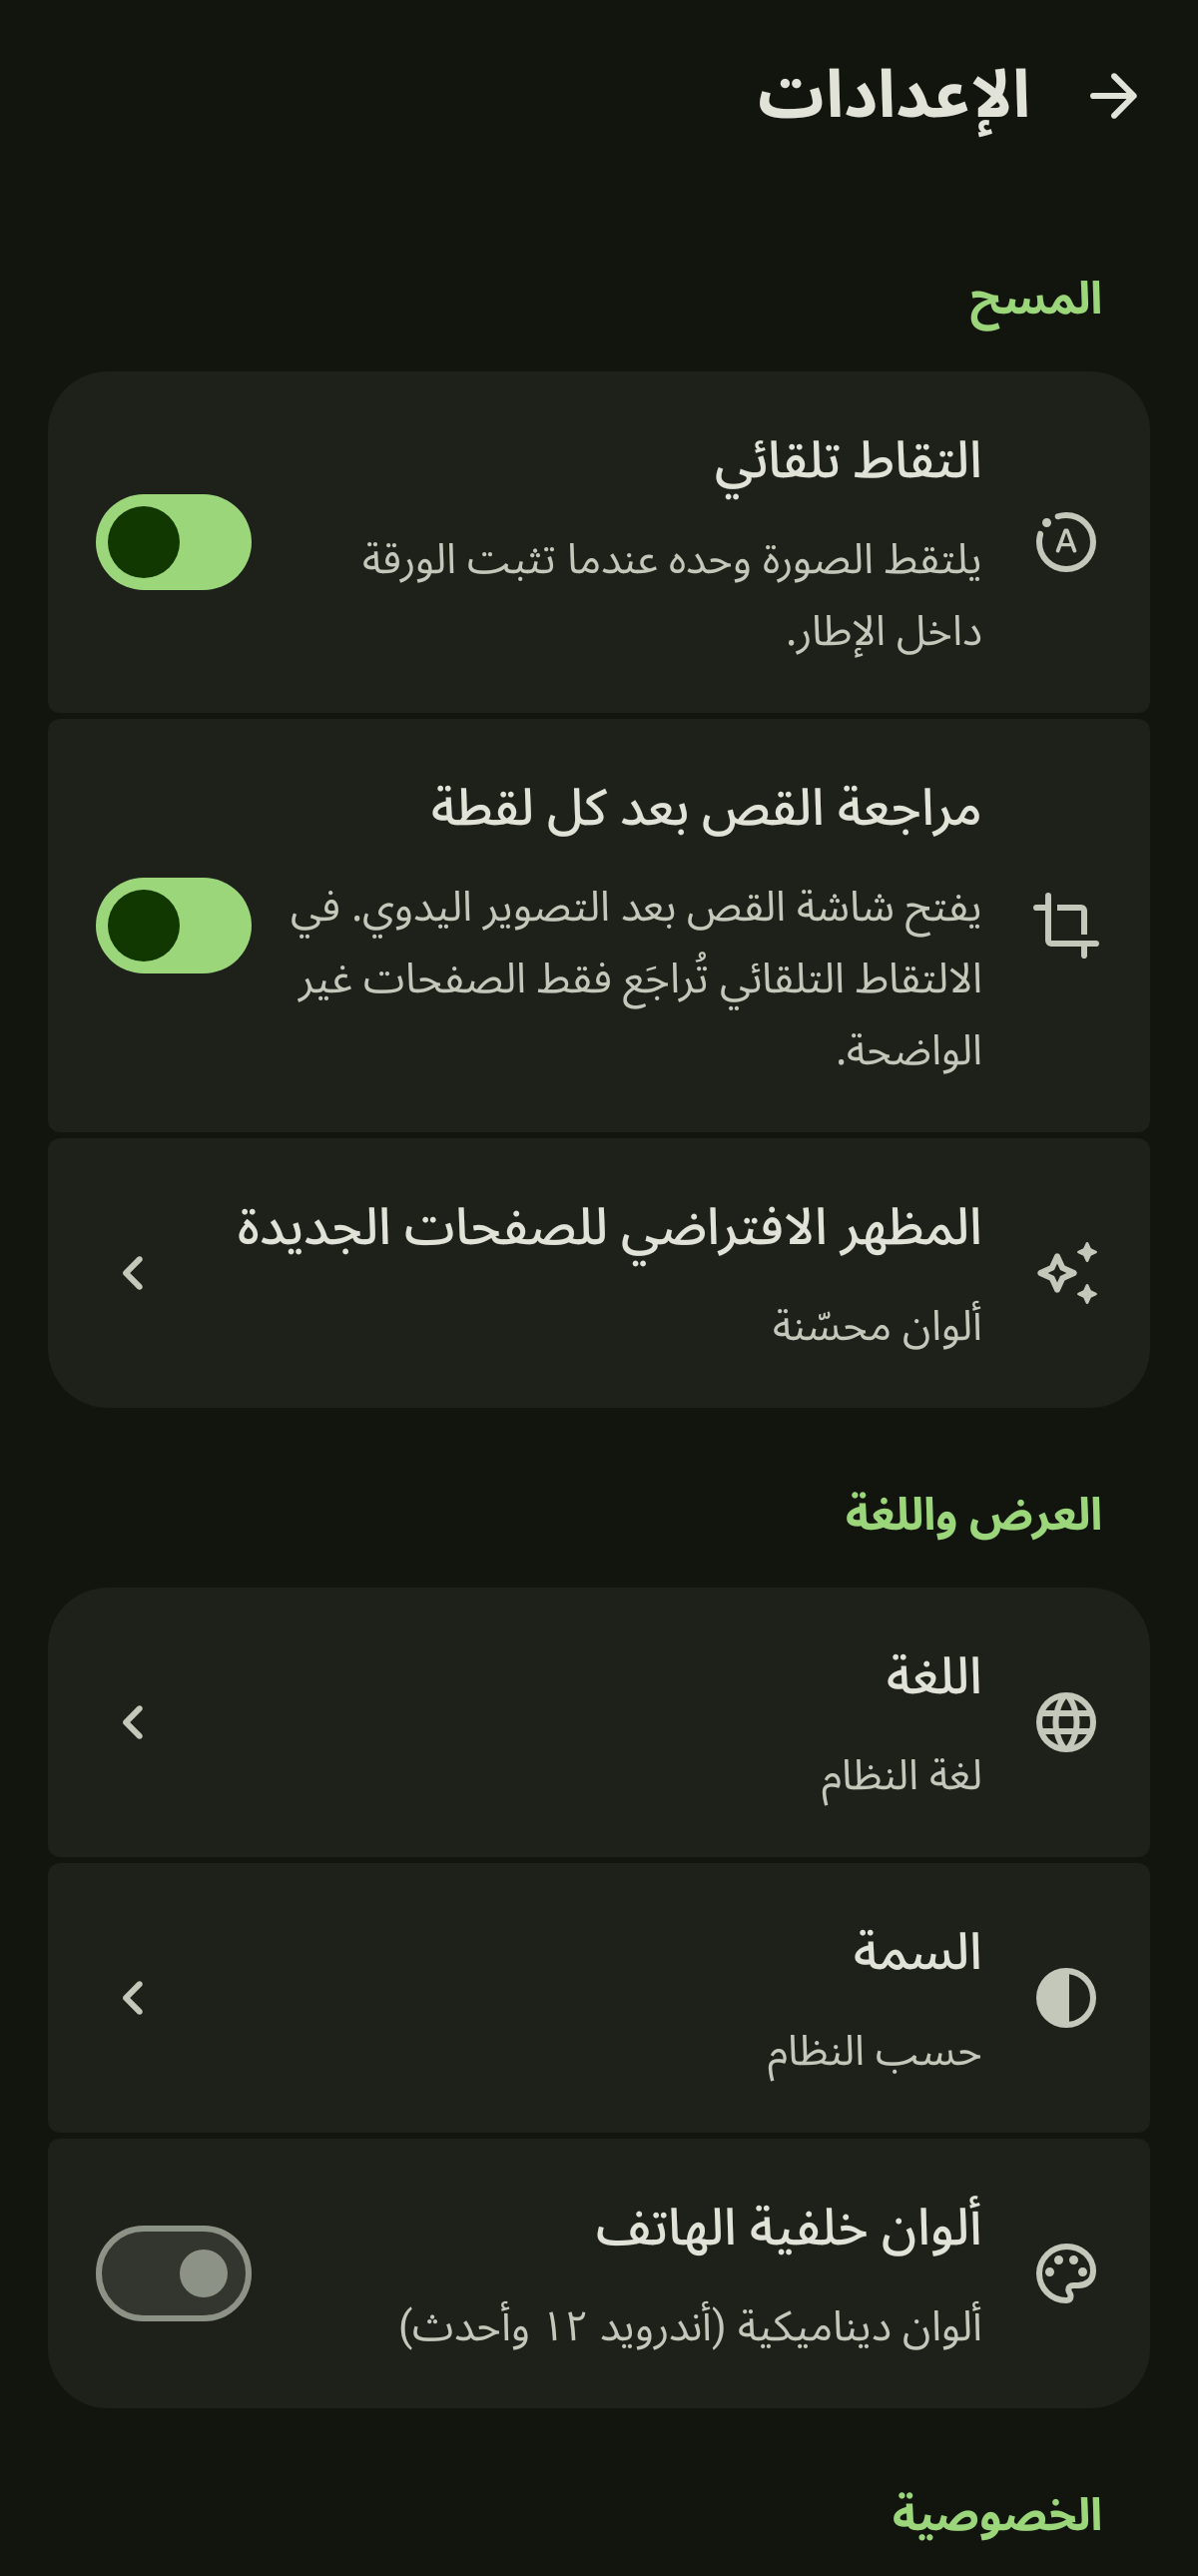 الإعدادات
المسح
التقاط تلقائي
يلتقط الصورة وحده عندما تثبت الورقة
داخل الإطار.
مراجعة القص بعد كل لقطة
يفتح شاشة القص بعد التصوير اليدوي. في
الالتقاط التلقائي تُراجَع فقط الصفحات غير
الواضحة.
المظهر الافتراضي للصفحات الجديدة
ألوان محسّنة
العرض واللغة
اللغة
لغة النظام
السمة
حسب النظام
ألوان خلفية الهاتف
ألوان ديناميكية (أندرويد ١٢ وأحدث)
الخصوصية